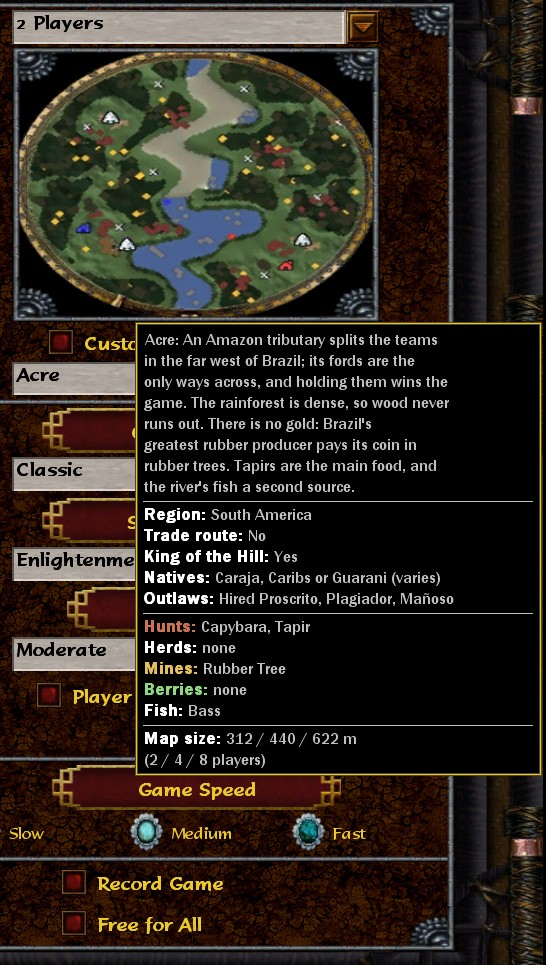 2 Players
Custo
Acre: An Amazon tributary splits the teams
in the far west of Brazil; its fords are the
only ways across, and holding them wins the
game. The rainforest is dense, so wood never
runs out. There is no gold: Brazil's
greatest rubber producer pays its coin in
rubber trees. Tapirs are the main food, and
the river's fish a second source.
Region: South America
Trade route: No
King of the Hill: Yes
Natives: Caraja, Caribs or Guarani (varies)
Outlaws: Hired Proscrito, Plagiador, Mañoso
Hunts: Capybara, Tapir
Herds: none
Mines: Rubber Tree
Berries: none
Fish: Bass
Map size: 312 / 440 / 622 m
(2 / 4 / 8 players)
Acre
Classic
S
Enlightenme
Moderate
Player
Game Speed
Slow
Medium
Fast
Record Game
Free for All